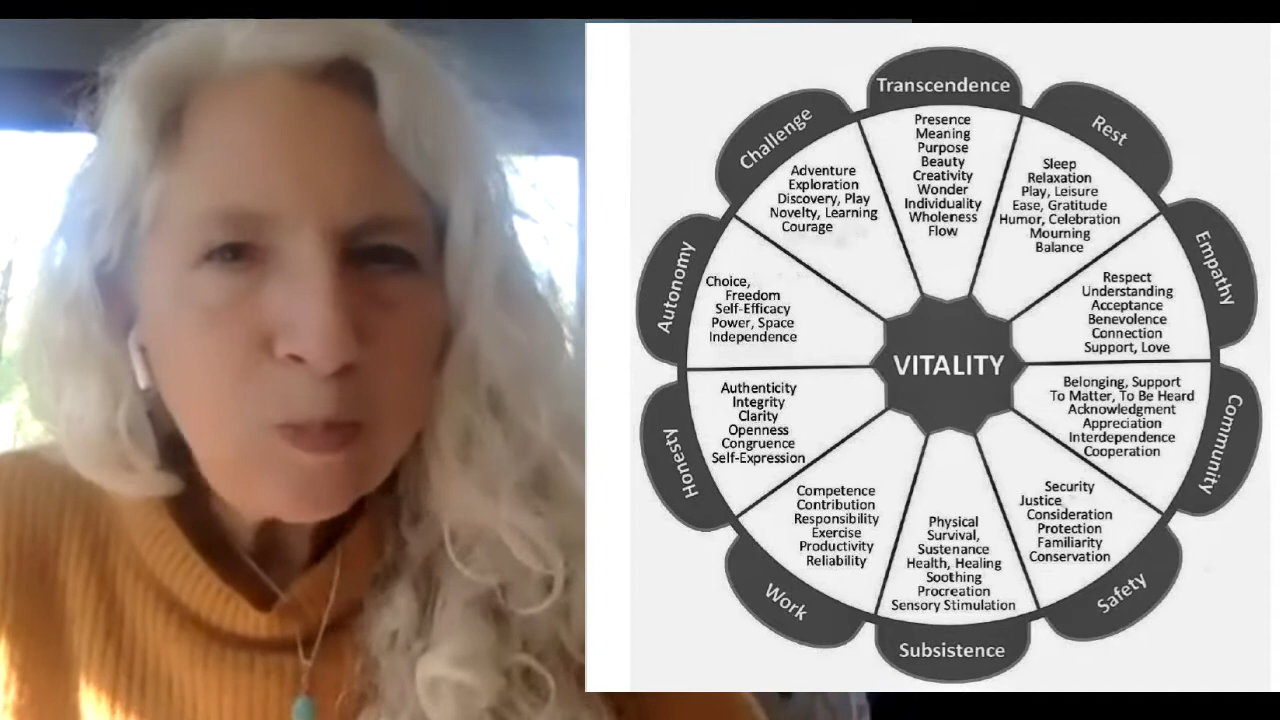 Transcendence
Presence
Meaning
Purpose
Beauty
Creativity
Wonder
Individuality
Wholeness
Flow
Rest
Sleep
Relaxation
Play, Leisure
Ease, Gratitude
Humor, Celebration
Mourning
Balance
Empathy
Respect
Understanding
Acceptance
Benevolence
Connection
Support, Love
Community
Belonging, Support
To Matter, To Be Heard
Acknowledgment
Appreciation
Interdependence
Cooperation
Safety
Security
Justice
Consideration
Protection
Familiarity
Conservation
Subsistence
Physical
Survival,
Sustenance
Health, Healing
Soothing
Procreation
Sensory Stimulation
Work
Competence
Contribution
Responsibility
Exercise
Productivity
Reliability
Honesty
Authenticity
Integrity
Clarity
Openness
Congruence
Self-Expression
Autonomy
Choice,
Freedom
Self-Efficacy
Power, Space
Independence
Challenge
Adventure
Exploration
Discovery, Play
Novelty, Learning
Courage
VITALITY